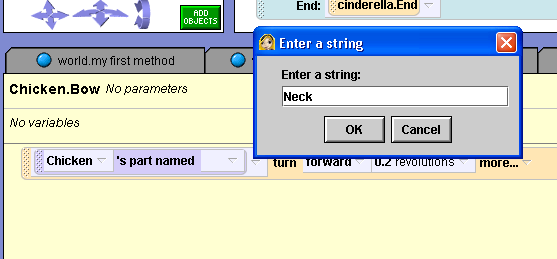 End: cinderella.End
ADD OBJECTS
Enter a string
world.my first method
Enter a string:
Chicken.Bow No parameters
Neck
OK Cancel
No variables
Chicken 's part named turn forward 0.2 revolutions more...